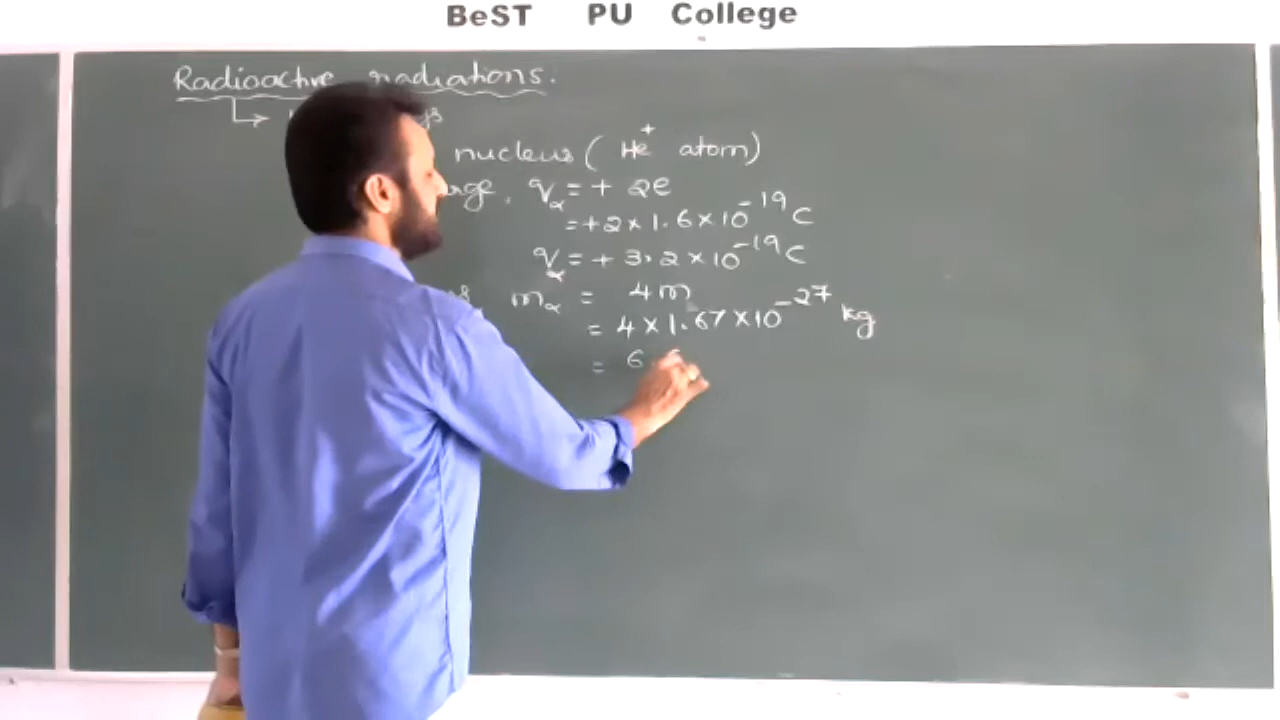 BeST PU College
Radioactive radiations.
↳
nucleus ( He⁺ atom)
qα = + 2e
= +2 × 1.6 × 10⁻¹⁹ C
qα = + 3.2 × 10⁻¹⁹ C
mα = 4m
= 4 × 1.67 × 10⁻²⁷ kg
= 6